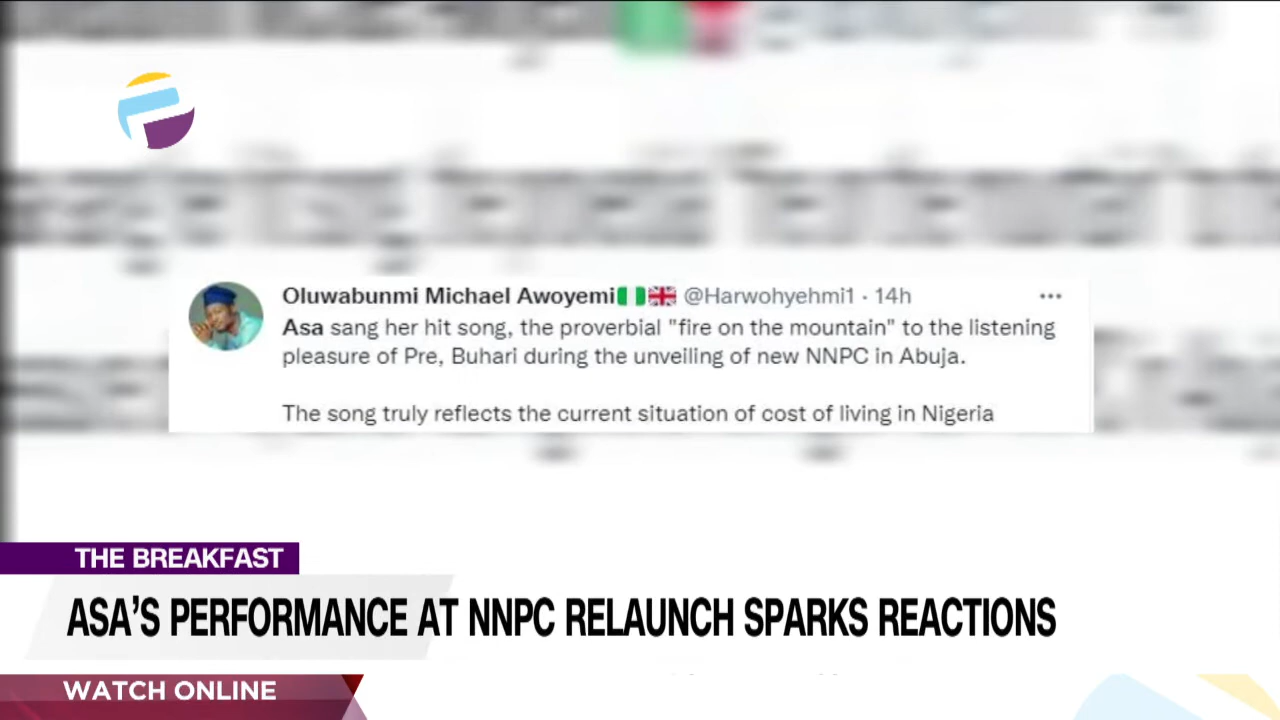 Oluwabunmi Michael Awoyemi🇳🇬🇬🇧 @Harwohyehmi1 · 14h ···
Asa sang her hit song, the proverbial "fire on the mountain" to the listening
pleasure of Pre, Buhari during the unveiling of new NNPC in Abuja.
The song truly reflects the current situation of cost of living in Nigeria
THE BREAKFAST
ASA'S PERFORMANCE AT NNPC RELAUNCH SPARKS REACTIONS
WATCH ONLINE